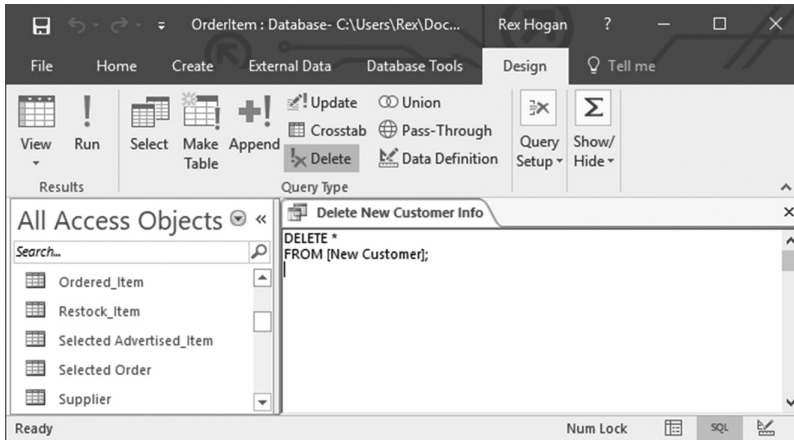 OrderItem : Database- C:\Users\Rex\Doc... Rex Hogan ?
File Home Create External Data Database Tools Design Tell me
View Run Select Make Table Append Update Union
Crosstab Pass-Through
Delete Data Definition
Query Setup Show/ Hide
Results Query Type
All Access Objects «
Search...
Ordered_Item
Restock_Item
Selected Advertised_Item
Selected Order
Supplier
Delete New Customer Info
DELETE *
FROM [New Customer];
Ready Num Lock SQL